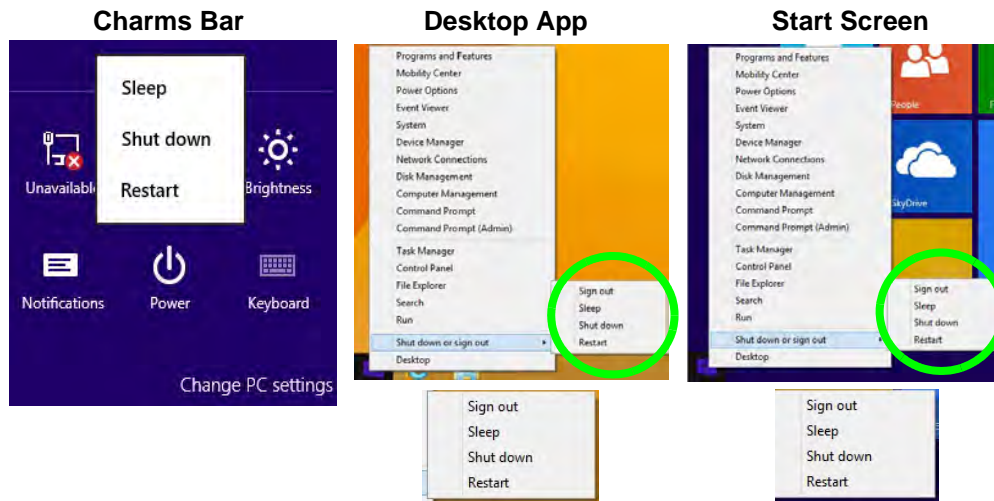 Charms Bar
Sleep
Shut down
Restart
Unavailabl
Brightness
Notifications
Power
Keyboard
Change PC settings
Desktop App
Programs and Features
Mobility Center
Power Options
Event Viewer
System
Device Manager
Network Connections
Disk Management
Computer Management
Command Prompt
Command Prompt (Admin)
Task Manager
Control Panel
File Explorer
Search
Run
Shut down or sign out
Desktop
Sign out
Sleep
Shut down
Restart
Sign out
Sleep
Shut down
Restart
Start Screen
Programs and Features
Mobility Center
Power Options
Event Viewer
System
Device Manager
Network Connections
Disk Management
Computer Management
Command Prompt
Command Prompt (Admin)
Task Manager
Control Panel
File Explorer
Search
Run
Shut down or sign out
Desktop
People
SkyDrive
Sign out
Sleep
Shut down
Restart
Sign out
Sleep
Shut down
Restart